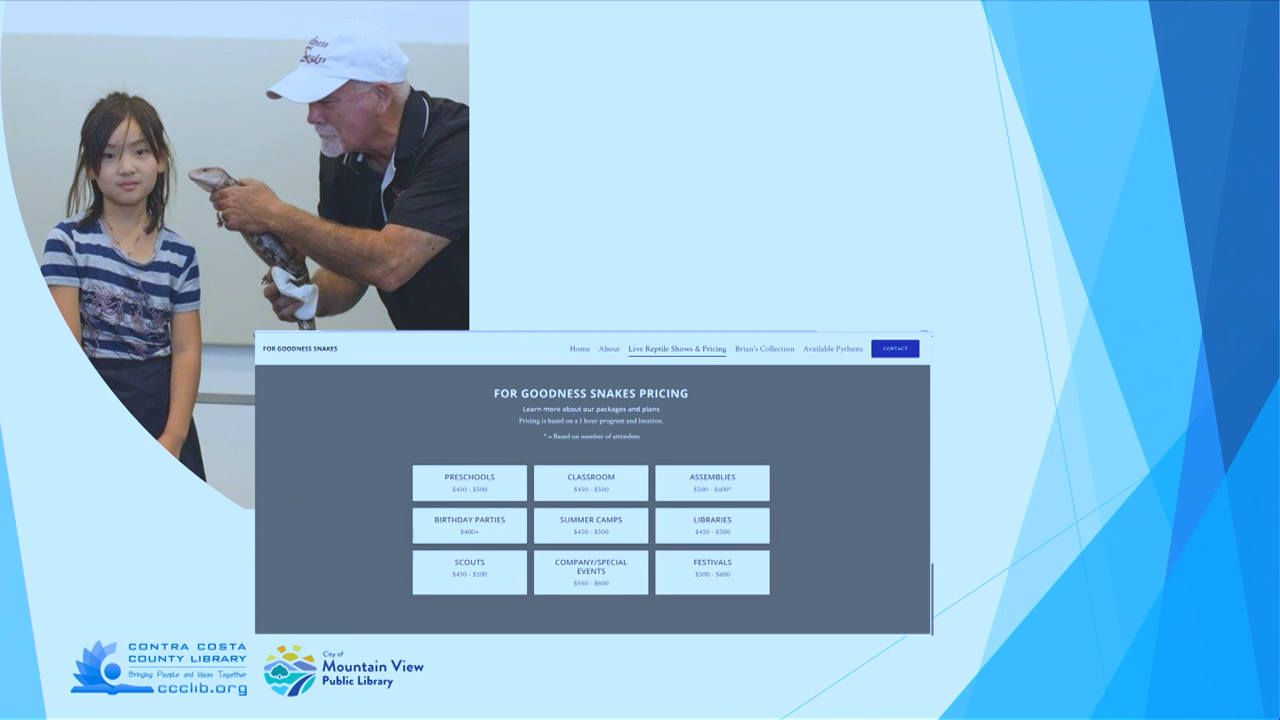 FOR GOODNESS SNAKES
Home About Live Reptile Shows & Pricing Brian's Collection Available Pythons CONTACT
FOR GOODNESS SNAKES PRICING
Learn more about our packages and plans
Pricing is based on a 1 hour program and location.
* = Based on number of attendees
PRESCHOOLS
$450 - $500
CLASSROOM
$450 - $500
ASSEMBLIES
$500 - $600*
BIRTHDAY PARTIES
$400+
SUMMER CAMPS
$450 - $500
LIBRARIES
$450 - $500
SCOUTS
$450 - $500
COMPANY/SPECIAL
EVENTS
$550 - $600
FESTIVALS
$500 - $600
CONTRA COSTA
COUNTY LIBRARY
Bringing People and Ideas Together
ccclib.org
City of
Mountain View
Public Library